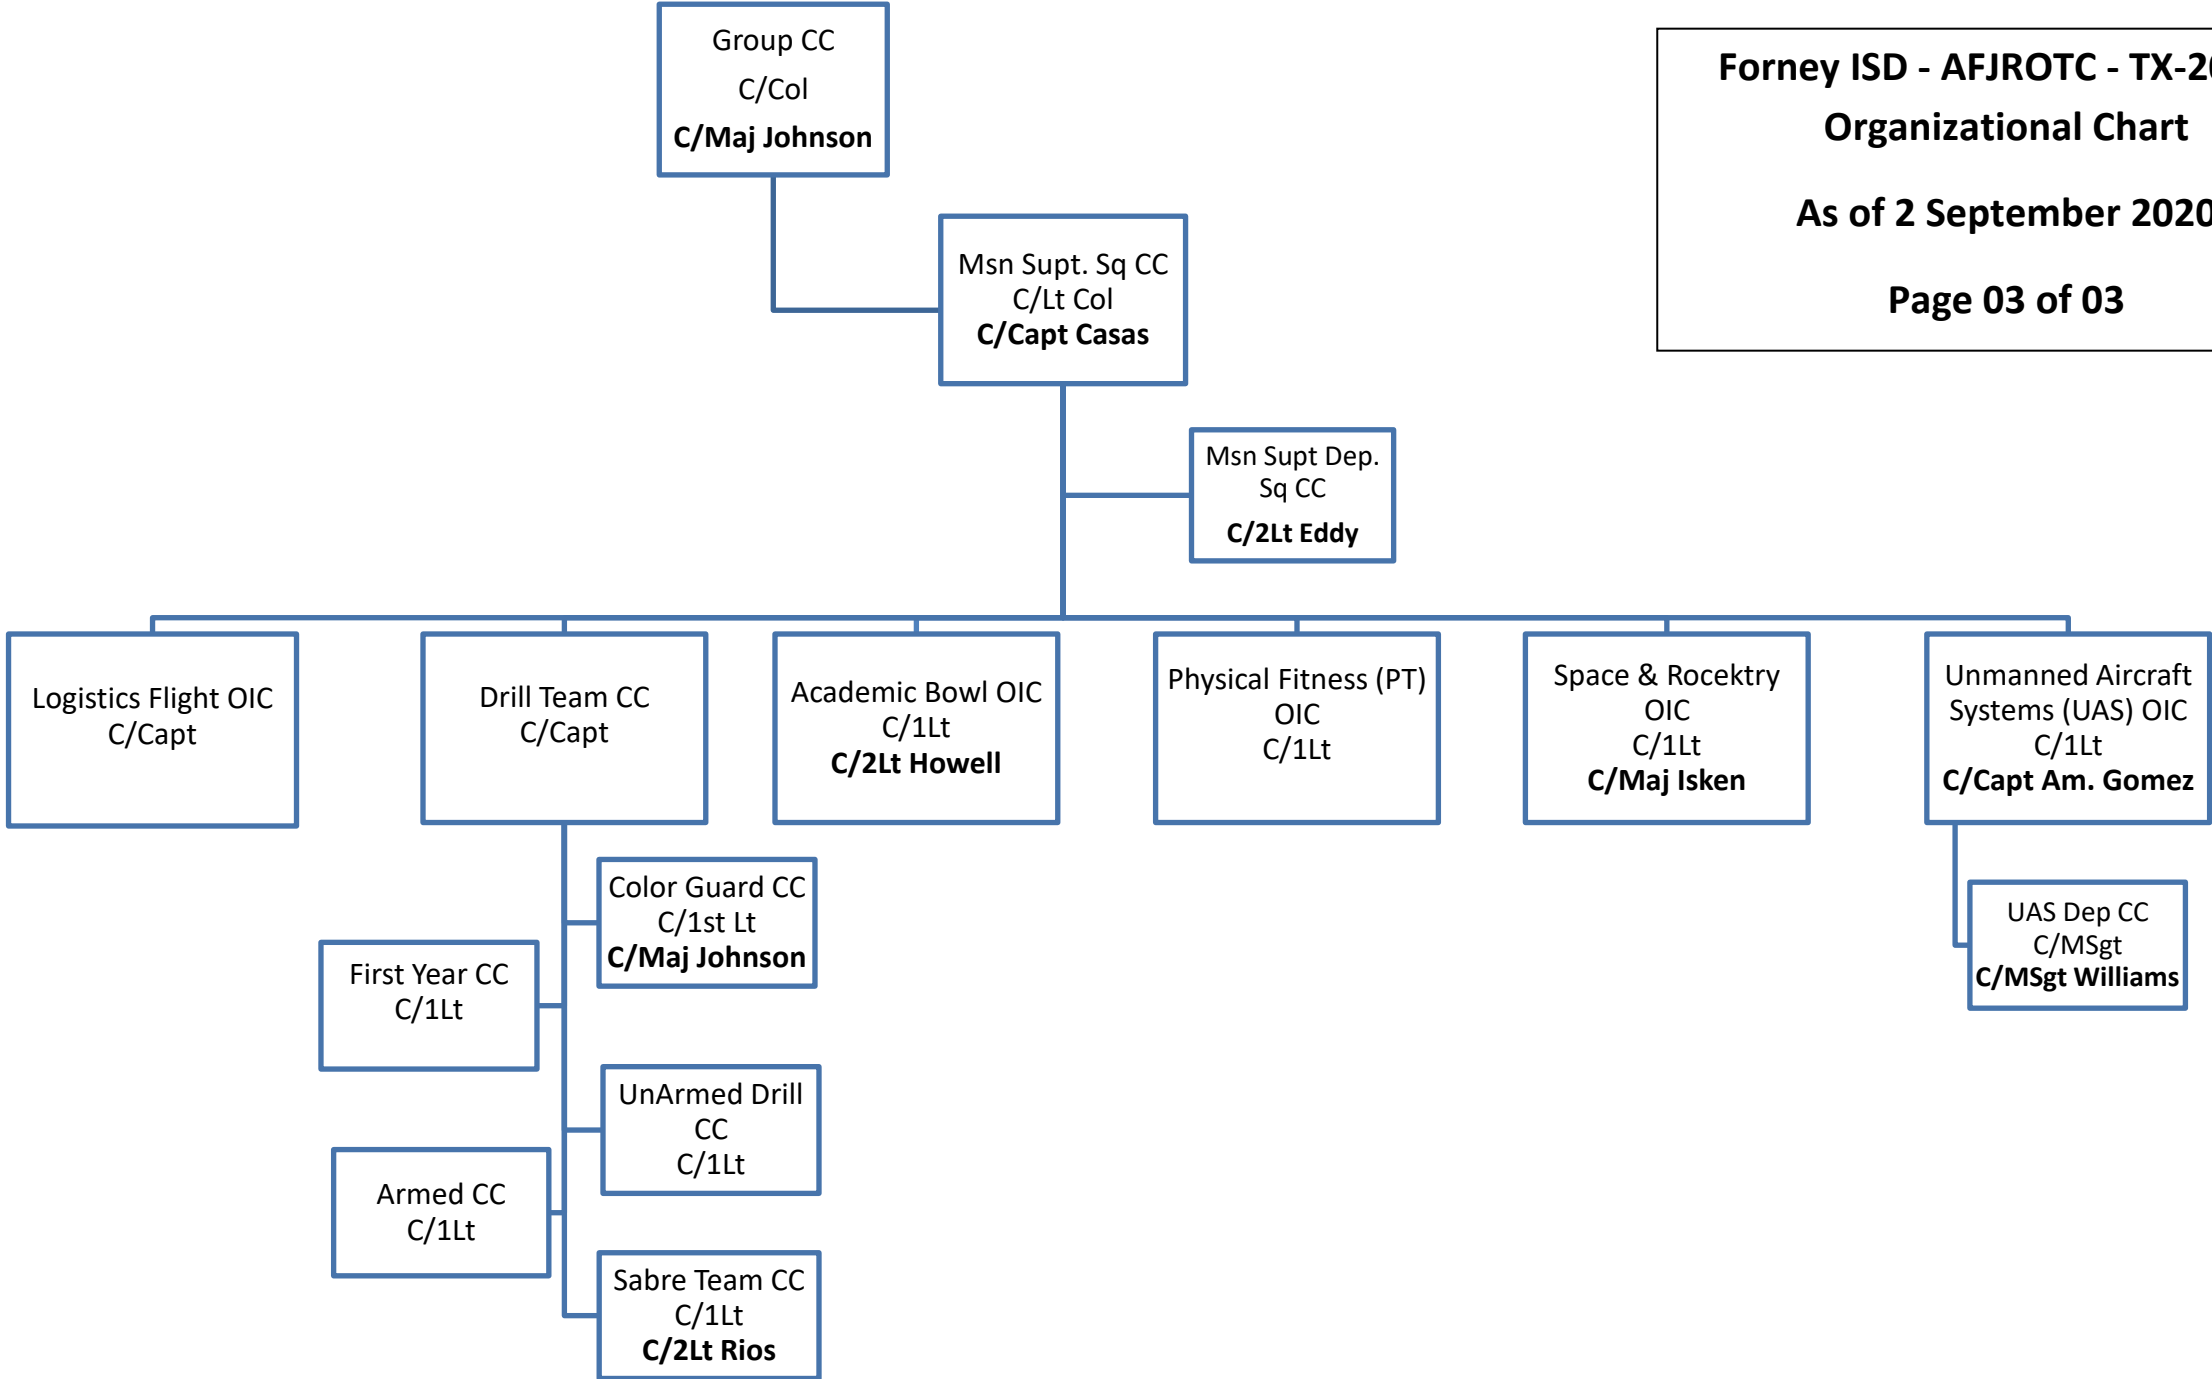 Group CC
C/Col
C/Maj Johnson
Forney ISD - AFJROTC - 
Organizational Chart
As of 2 September 2020
Page 03 of 03
Msn Supt. Sq CC
C/Lt Col
C/Capt Casas
Msn Supt Dep.
Sq CC
C/2Lt Eddy
Logistics Flight OIC
C/Capt
Drill Team CC
C/Capt
Academic Bowl OIC
C/1Lt
C/2Lt Howell
Physical Fitness (PT)
OIC
C/1Lt
Space & Rocektry
OIC
C/1Lt
C/Maj Isken
Unmanned Aircraft
Systems (UAS) OIC
C/1Lt
C/Capt Am. Gomez
Color Guard CC
C/1st Lt
C/Maj Johnson
UAS Dep CC
C/MSgt
C/MSgt Williams
First Year CC
C/1Lt
UnArmed Drill
CC
C/1Lt
Armed CC
C/1Lt
Sabre Team CC
C/1Lt
C/2Lt Rios